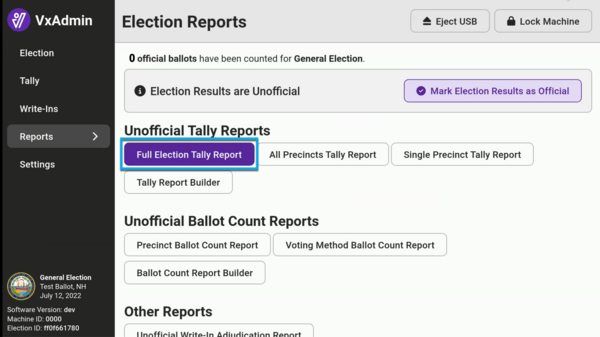 VxAdmin
Election
Tally
Write-Ins
Reports
Settings
General Election
Test Ballot, NH
July 12, 2022
Software Version: dev
Machine ID: 0000
Election ID: ff0f661780
Election Reports
Eject USB
Lock Machine
0 official ballots have been counted for General Election.
Election Results are Unofficial
Mark Election Results as Official
Unofficial Tally Reports
Full Election Tally Report
All Precincts Tally Report
Single Precinct Tally Report
Tally Report Builder
Unofficial Ballot Count Reports
Precinct Ballot Count Report
Voting Method Ballot Count Report
Ballot Count Report Builder
Other Reports
Unofficial Write-In Adjudication Report